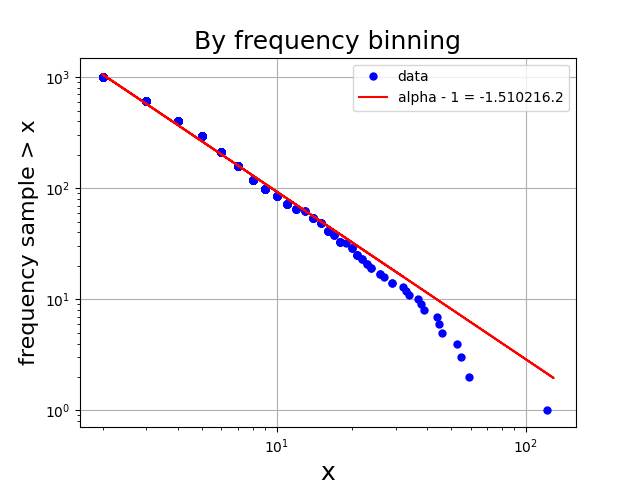 By frequency binning
data
alpha - 1 = -1.510216.2
frequency sample > x
10³
10²
10¹
10⁰
10¹
10²
x